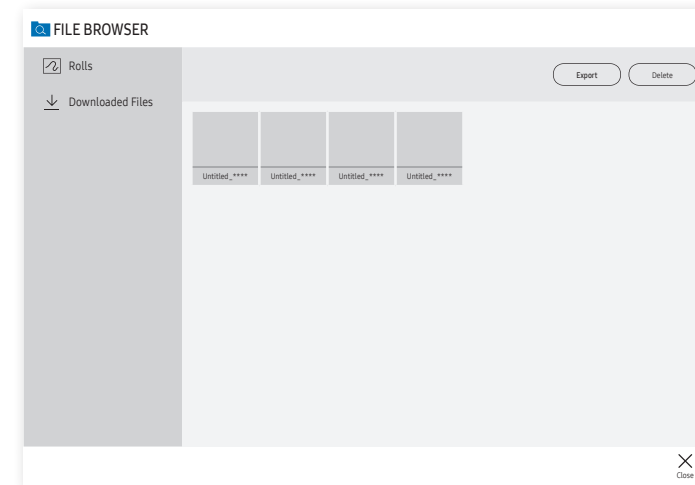 FILE BROWSER
Rolls
Downloaded Files
Export
Delete
Untitled_****
Untitled_****
Untitled_****
Untitled_****
Close